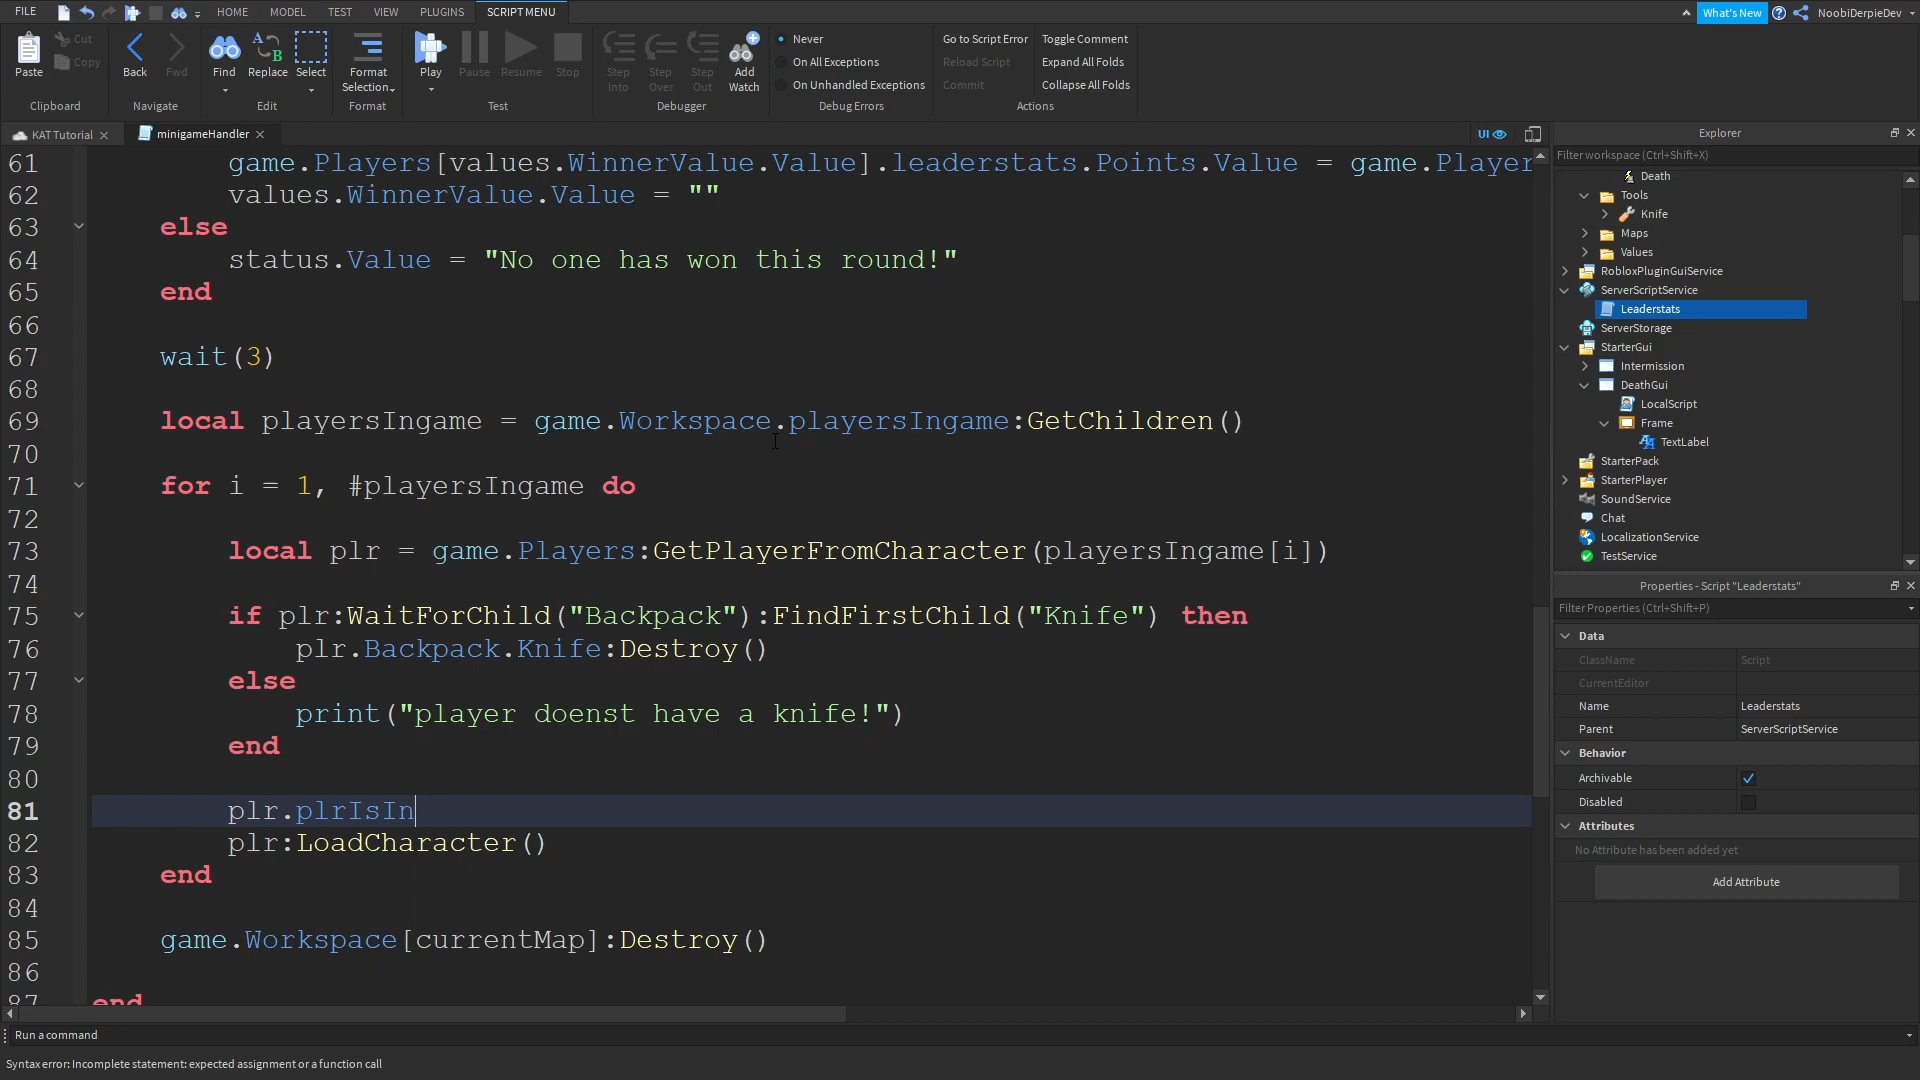 FILE
HOME
MODEL
TEST
VIEW
PLUGINS
SCRIPT MENU
What's New
NoobiDerpieDev
Paste
Cut
Copy
Clipboard
Back
Fwd
Navigate
Find
Replace
Select
Edit
Format
Selection
Format
Play
Pause
Resume
Stop
Test
Step
Into
Step
Over
Step
Out
Add
Watch
Debugger
Never
On All Exceptions
On Unhandled Exceptions
Debug Errors
Go to Script Error
Toggle Comment
Reload Script
Expand All Folds
Commit
Collapse All Folds
Actions
KAT Tutorial
minigameHandler
UI
61 game.Players[values.WinnerValue.Value].leaderstats.Points.Value = game.Player
62 values.WinnerValue.Value = ""
63 else
64 status.Value = "No one has won this round!"
65 end
66
67 wait(3)
68
69 local playersIngame = game.Workspace.playersIngame:GetChildren()
70
71 for i = 1, #playersIngame do
72
73 local plr = game.Players:GetPlayerFromCharacter(playersIngame[i])
74
75 if plr:WaitForChild("Backpack"):FindFirstChild("Knife") then
76 plr.Backpack.Knife:Destroy()
77 else
78 print("player doenst have a knife!")
79 end
80
81 plr.plrIsIn
82 plr:LoadCharacter()
83 end
84
85 game.Workspace[currentMap]:Destroy()
86
87 end
Explorer
Filter workspace (Ctrl+Shift+X)
Death
Tools
Knife
Maps
Values
RobloxPluginGuiService
ServerScriptService
Leaderstats
ServerStorage
StarterGui
Intermission
DeathGui
LocalScript
Frame
TextLabel
StarterPack
StarterPlayer
SoundService
Chat
LocalizationService
TestService
Properties - Script "Leaderstats"
Filter Properties (Ctrl+Shift+P)
Data
ClassName Script
CurrentEditor
Name Leaderstats
Parent ServerScriptService
Behavior
Archivable
Disabled
Attributes
No Attribute has been added yet
Add Attribute
Run a command
Syntax error: Incomplete statement: expected assignment or a function call